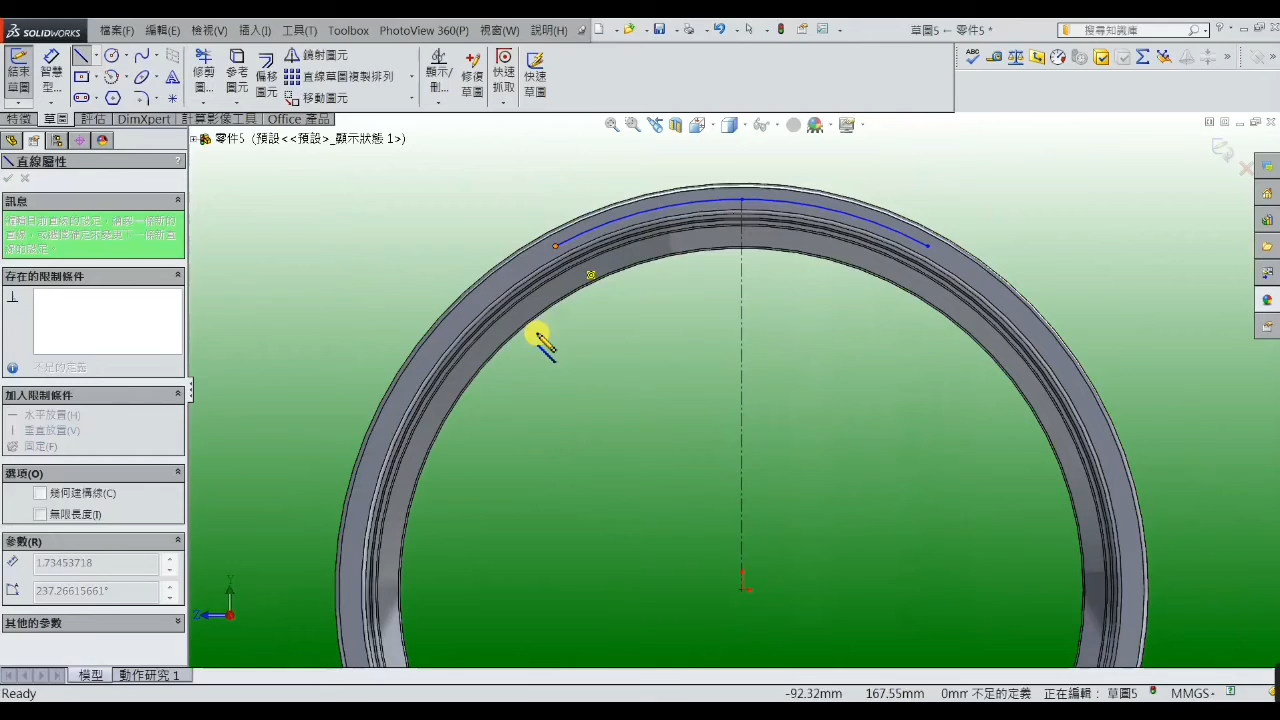 SOLIDWORKS 檔案(F) 編輯(E) 檢視(V) 插入(I) 工具(T) Toolbox PhotoView 360(P) 視窗(W) 說明(H) 草圖5 ← 零件5 * 搜尋知識庫
結束草圖 智慧型... 修剪圖... 參考圖元 偏移圖元 鏡射圖元 直線草圖複製排列 移動圖元 顯示/刪... 修復草圖 快速抓取 快速草圖
特徵 草圖 評估 DimXpert 計算影像工具 Office 產品
零件5 (預設<<預設>_顯示狀態 1>)
直線屬性 ?
訊息
存在的限制條件
不足的定義
加入限制條件
水平放置(H)
垂直放置(V)
固定(F)
選項(O)
幾何建構線(C)
無限長度(I)
參數(R)
1.73453718
237.26615661°
其他的參數
Y
Z
模型 動作研究 1
Ready -92.32mm 167.55mm 0mm 不足的定義 正在編輯: 草圖5 MMGS